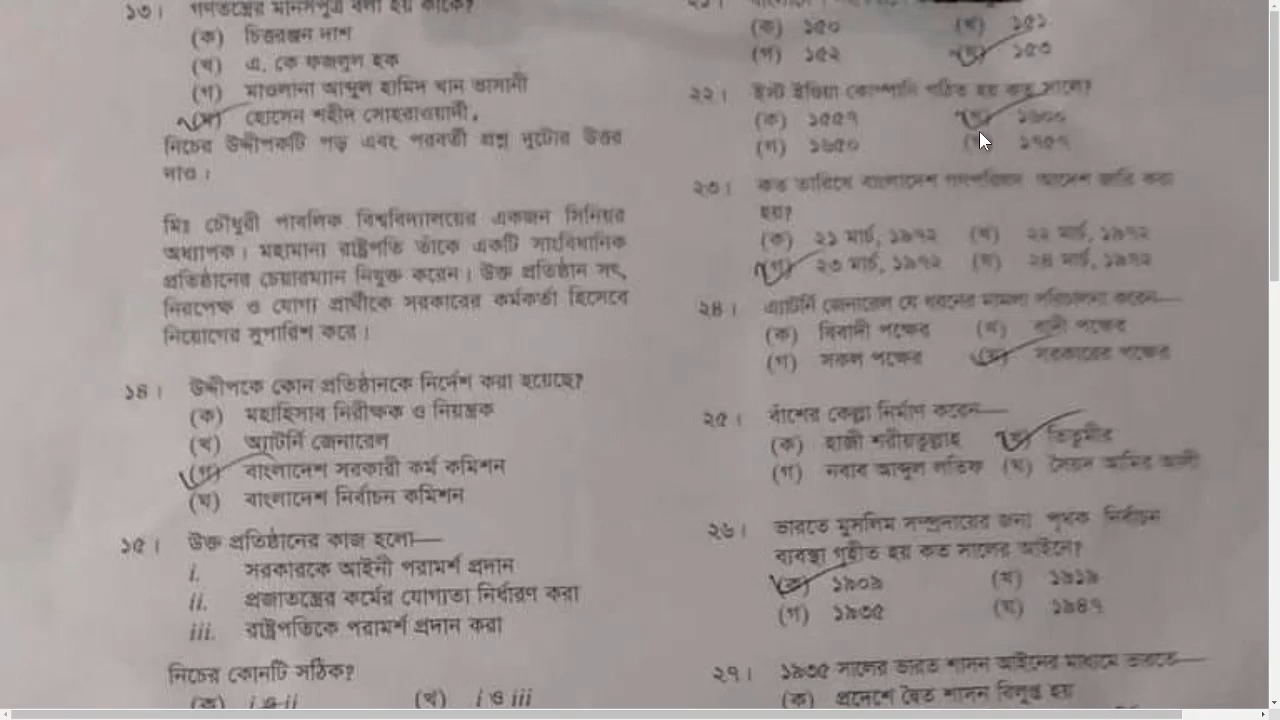 ১৩। গণতন্ত্রের মানসপুত্র বলা হয় কাকে?
(ক) চিত্তরঞ্জন দাশ
(খ) এ. কে ফজলুল হক
(গ) মাওলানা আব্দুল হামিদ খান ভাসানী
(ঘ) হোসেন শহীদ সোহরাওয়ার্দী.
নিচের উদ্দীপকটি পড় এবং পরবর্তী প্রশ্ন দুটোর উত্তর
দাও:
মিঃ চৌধুরী পাবলিক বিশ্ববিদ্যালয়ের একজন সিনিয়র
অধ্যাপক। মহামান্য রাষ্ট্রপতি তাঁকে একটি সাংবিধানিক
প্রতিষ্ঠানের চেয়ারম্যান নিযুক্ত করেন। উক্ত প্রতিষ্ঠান সৎ,
নিরপেক্ষ ও যোগ্য প্রার্থীকে সরকারের কর্মকর্তা হিসেবে
নিয়োগের সুপারিশ করে।
১৪। উদ্দীপকে কোন প্রতিষ্ঠানকে নির্দেশ করা হয়েছে?
(ক) মহাহিসাব নিরীক্ষক ও নিয়ন্ত্রক
(খ) অ্যাটর্নি জেনারেল
(গ) বাংলাদেশ সরকারী কর্ম কমিশন
(ঘ) বাংলাদেশ নির্বাচন কমিশন
১৫। উক্ত প্রতিষ্ঠানের কাজ হলো—
i. সরকারকে আইনী পরামর্শ প্রদান
ii. প্রজাতন্ত্রের কর্মের যোগ্যতা নির্ধারণ করা
iii. রাষ্ট্রপতিকে পরামর্শ প্রদান করা
নিচের কোনটি সঠিক?
(ক) i ও ii (খ) i ও iii
২১।
(ক) ১৫০ (খ) ১৫১
(গ) ১৫২ (ঘ) ১৫৩
২২। ইস্ট ইন্ডিয়া কোম্পানি গঠিত হয় কত সালে?
(ক) ১৫৫৭ (খ) ১৬০০
(গ) ১৬৫০ (ঘ) ১৭৫৭
২৩। কত তারিখে বাংলাদেশ গণপরিষদ আদেশ জারি করা
হয়?
(ক) ২১ মার্চ, ১৯৭২ (খ) ২২ মার্চ, ১৯৭২
(গ) ২৩ মার্চ, ১৯৭২ (ঘ) ২৪ মার্চ, ১৯৭২
২৪। এ্যাটর্নি জেনারেল যে ধরনের মামলা পরিচালনা করেন—
(ক) বিবাদী পক্ষের (খ) বাদী পক্ষের
(গ) সকল পক্ষের (ঘ) সরকারের পক্ষের
২৫। বাঁশের কেল্লা নির্মাণ করেন—
(ক) হাজী শরীয়তুল্লাহ (খ) তিতুমীর
(গ) নবাব আব্দুল লতিফ (ঘ) সৈয়দ আমির আলী
২৬। ভারতে মুসলিম সম্প্রদায়ের জন্য পৃথক নির্বাচন
ব্যবস্থা গৃহীত হয় কত সালের আইনে?
(ক) ১৯০৯ (খ) ১৯১৯
(গ) ১৯৩৫ (ঘ) ১৯৪৭
২৭। ১৯৩৫ সালের ভারত শাসন আইনের মাধ্যমে ভারতে—
(ক) প্রদেশে দ্বৈত শাসন বিলুপ্ত হয়